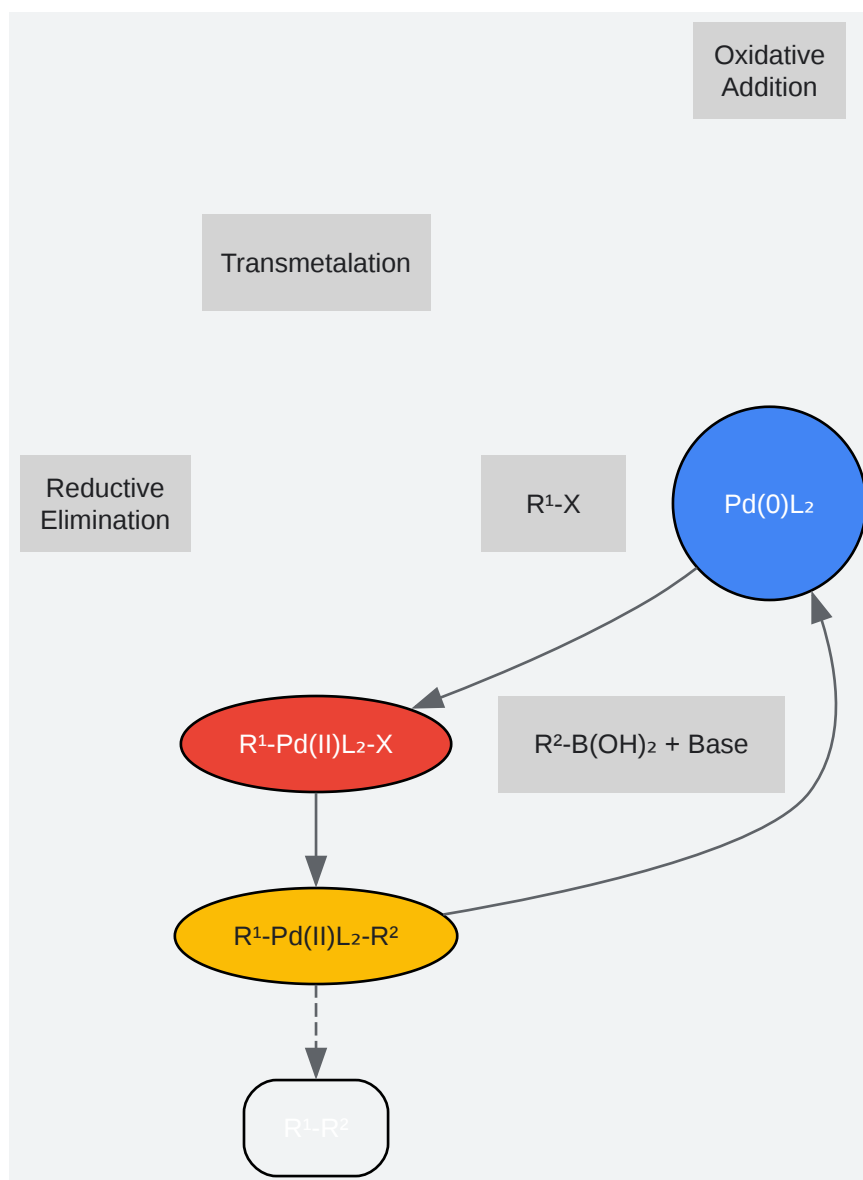 Oxidative
Addition
Transmetalation
Reductive
Elimination
R¹-X
Pd(0)L₂
R¹-Pd(II)L₂-X
R²-B(OH)₂ + Base
R¹-Pd(II)L₂-R²
R¹-R²